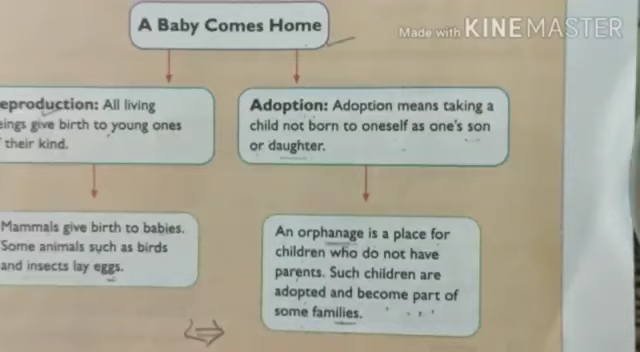 A Baby Comes Home
Made with KINEMASTER
eproduction: All living
eings give birth to young ones
their kind.
Adoption: Adoption means taking a
child not born to oneself as one's son
or daughter.
Mammals give birth to babies.
Some animals such as birds
and insects lay eggs.
An orphanage is a place for
children who do not have
parents. Such children are
adopted and become part of
some families.